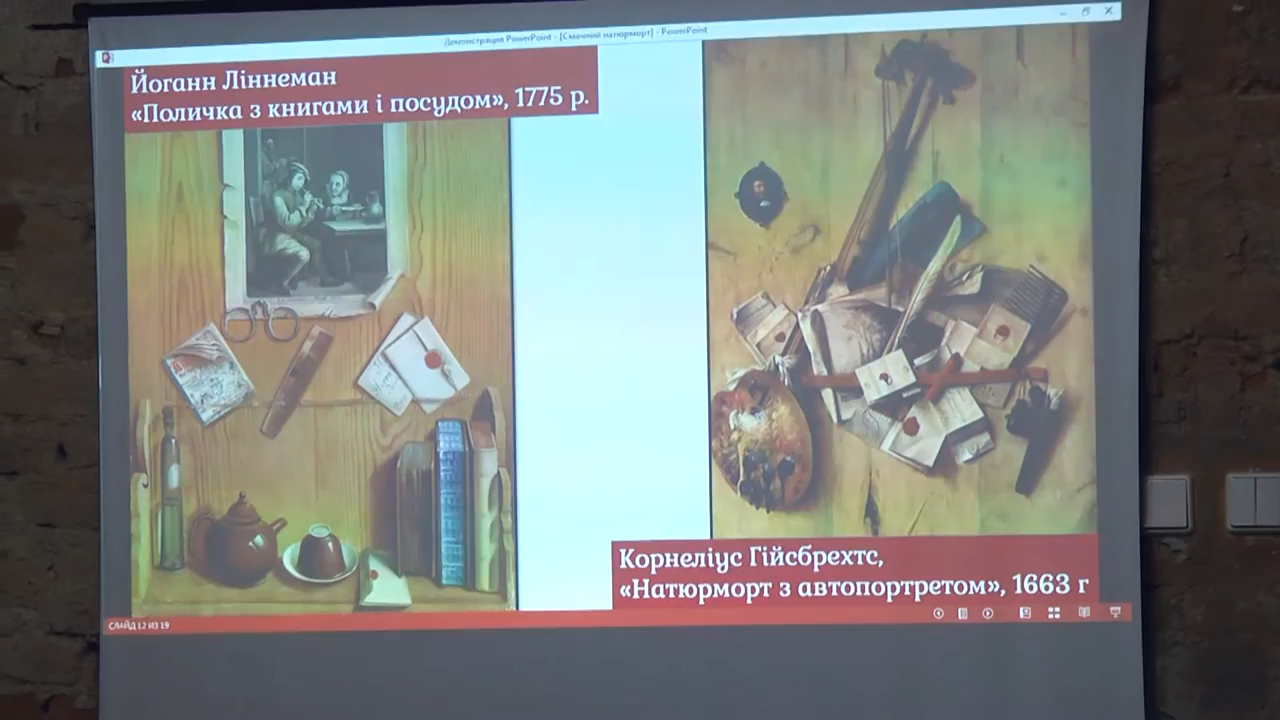 Демонстрация PowerPoint - [Смачний натюрморт] - PowerPoint
Йоганн Ліннеман
«Поличка з книгами і посудом», 1775 р.
Корнеліус Гійсбрехтс,
«Натюрморт з автопортретом», 1663 г
СЛАЙД 12 ИЗ 19